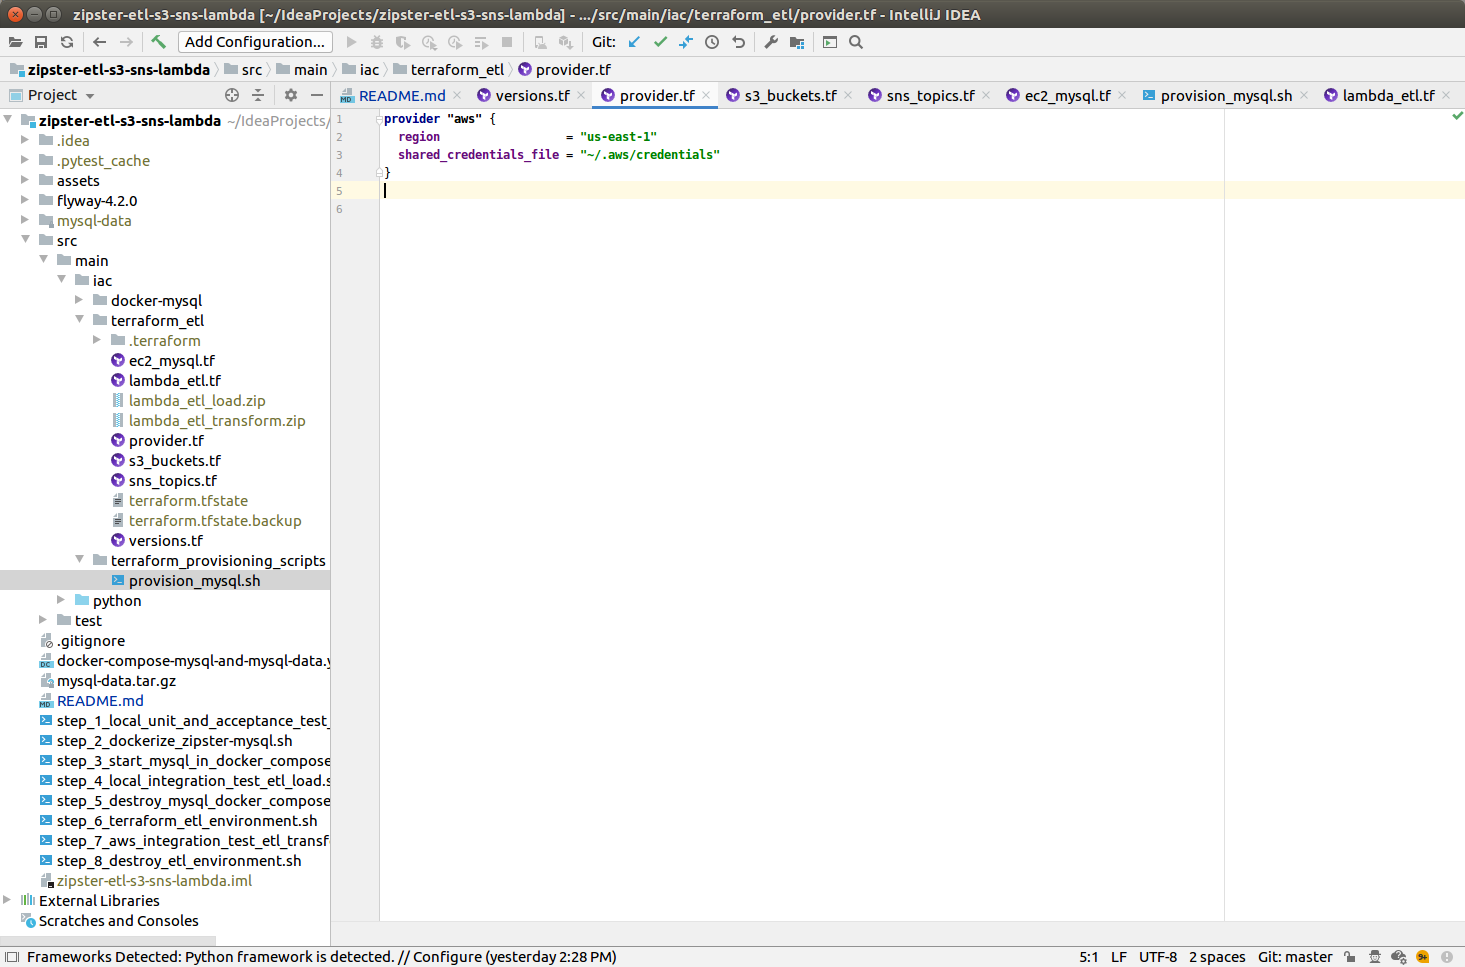 zipster-etl-s3-sns-lambda [~/IdeaProjects/zipster-etl-s3-sns-lambda] - .../src/main/iac/terraform_etl/provider.tf - IntelliJ IDEA
Add Configuration... Git:
zipster-etl-s3-sns-lambda src main iac terraform_etl provider.tf
Project README.md versions.tf provider.tf s3_buckets.tf sns_topics.tf ec2_mysql.tf provision_mysql.sh lambda_etl.tf
zipster-etl-s3-sns-lambda ~/IdeaProjects/
.idea
.pytest_cache
assets
flyway-4.2.0
mysql-data
src
main
iac
docker-mysql
terraform_etl
.terraform
ec2_mysql.tf
lambda_etl.tf
lambda_etl_load.zip
lambda_etl_transform.zip
provider.tf
s3_buckets.tf
sns_topics.tf
terraform.tfstate
terraform.tfstate.backup
versions.tf
terraform_provisioning_scripts
provision_mysql.sh
python
test
.gitignore
docker-compose-mysql-and-mysql-data.y
mysql-data.tar.gz
README.md
step_1_local_unit_and_acceptance_test_
step_2_dockerize_zipster-mysql.sh
step_3_start_mysql_in_docker_compose
step_4_local_integration_test_etl_load.s
step_5_destroy_mysql_docker_compose
step_6_terraform_etl_environment.sh
step_7_aws_integration_test_etl_transf
step_8_destroy_etl_environment.sh
zipster-etl-s3-sns-lambda.iml
External Libraries
Scratches and Consoles
1 provider "aws" {
2 region = "us-east-1"
3 shared_credentials_file = "~/.aws/credentials"
4 }
5
6
Frameworks Detected: Python framework is detected. // Configure (yesterday 2:28 PM) 5:1 LF UTF-8 2 spaces Git: master 9+